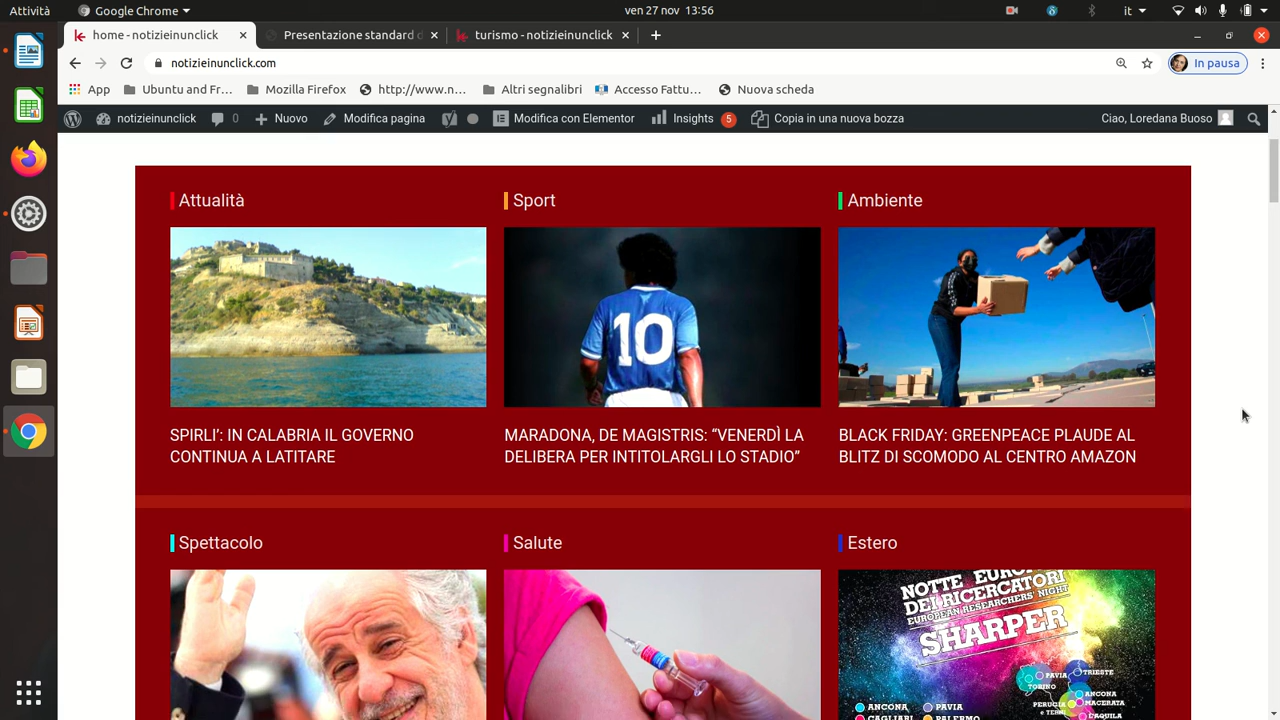 Attività
Google Chrome
ven 27 nov 13:56
it
home - notizieinunclick
Presentazione standard d
turismo - notizieinunclick
notizieinunclick.com
In pausa
App
Ubuntu and Fr...
Mozilla Firefox
http://www.n...
Altri segnalibri
Accesso Fattu...
Nuova scheda
notizieinunclick
0
Nuovo
Modifica pagina
Modifica con Elementor
Insights
5
Copia in una nuova bozza
Ciao, Loredana Buoso
Attualità
Sport
Ambiente
10
SPIRLI’: IN CALABRIA IL GOVERNO
CONTINUA A LATITARE
MARADONA, DE MAGISTRIS: “VENERDÌ LA
DELIBERA PER INTITOLARGLI LO STADIO”
BLACK FRIDAY: GREENPEACE PLAUDE AL
BLITZ DI SCOMODO AL CENTRO AMAZON
Spettacolo
Salute
Estero
NOTTE EUROPEA
DEI RICERCATORI
EUROPEAN RESEARCHERS' NIGHT
SHARPER
PAVIA
TRIESTE
TORINO
ANCONA
MACERATA
PERUGIA
e TERNI
L'AQUILA
ANCONA
PAVIA
CAGLIARI
PALERMO